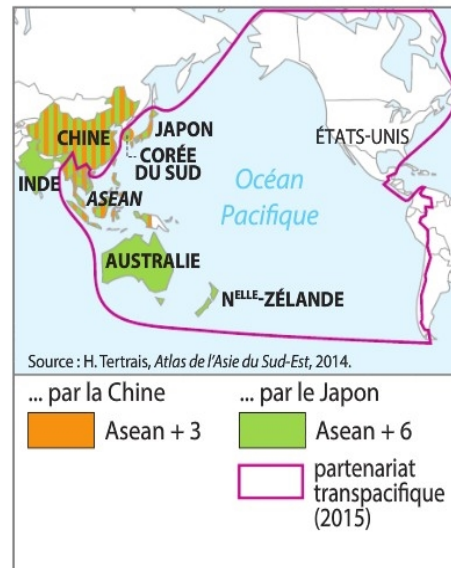 CHINE
JAPON
CORÉE
DU SUD
ÉTATS-UNIS
INDE
ASEAN
Océan
Pacifique
AUSTRALIE
NELLE-ZÉLANDE
Source : H. Tertrais, Atlas de l'Asie du Sud-Est, 2014.
... par la Chine
Asean + 3
... par le Japon
Asean + 6
partenariat
transpacifique
(2015)